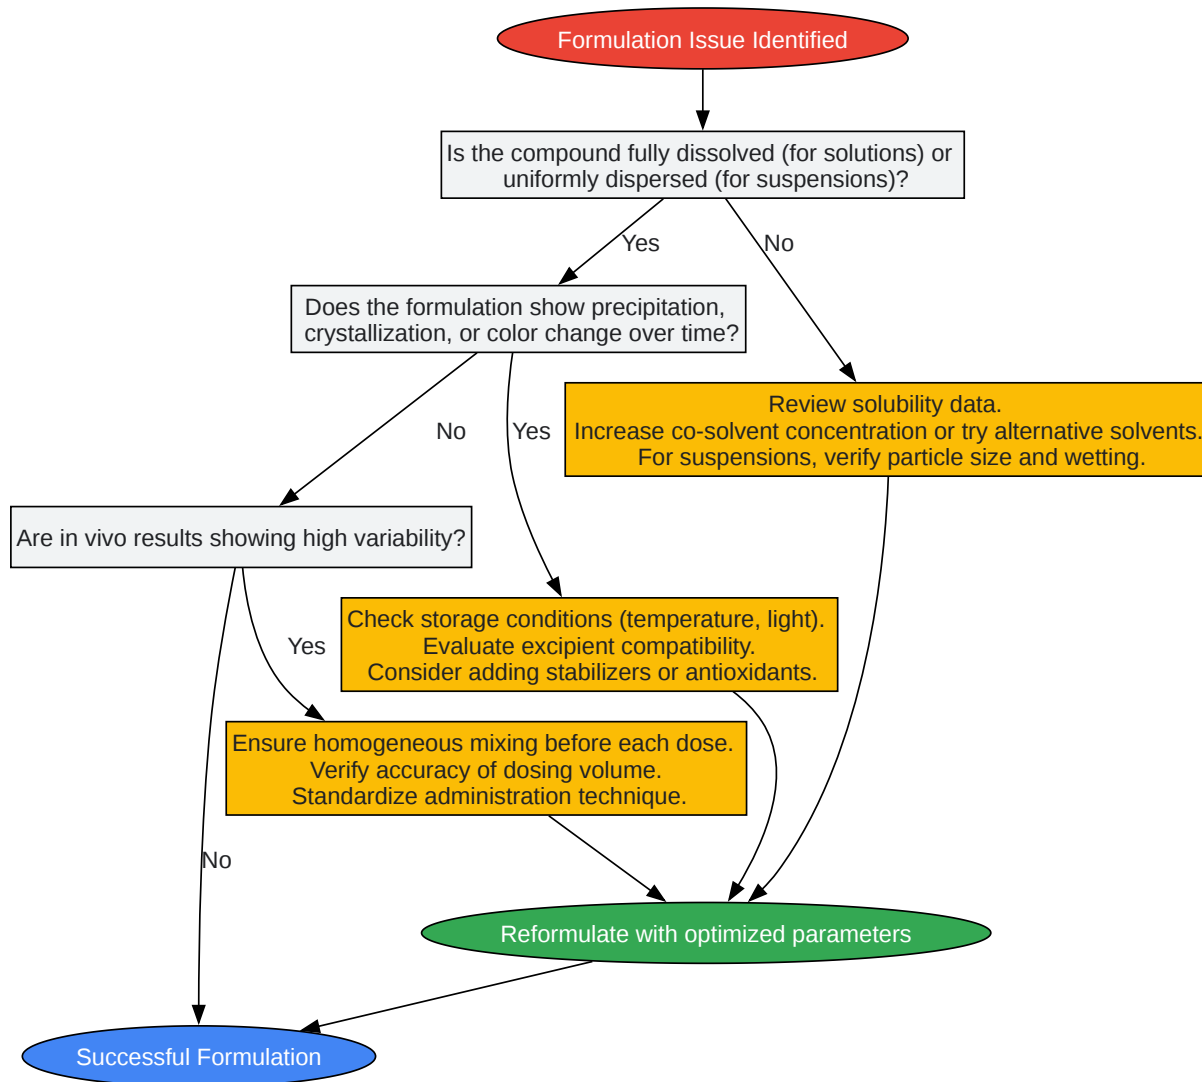 Formulation Issue Identified
Is the compound fully dissolved (for solutions) or
uniformly dispersed (for suspensions)?
Yes
No
Does the formulation show precipitation,
crystallization, or color change over time?
No
Yes
Review solubility data.
Increase co-solvent concentration or try alternative solvents.
For suspensions, verify particle size and wetting.
Are in vivo results showing high variability?
Yes
Check storage conditions (temperature, light).
Evaluate excipient compatibility.
Consider adding stabilizers or antioxidants.
Ensure homogeneous mixing before each dose.
Verify accuracy of dosing volume.
Standardize administration technique.
No
Reformulate with optimized parameters
Successful Formulation